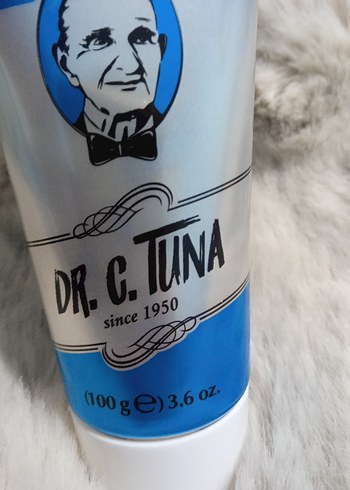 DR. C. TUNA
since 1950
(100 g ℮) 3.6 oz.